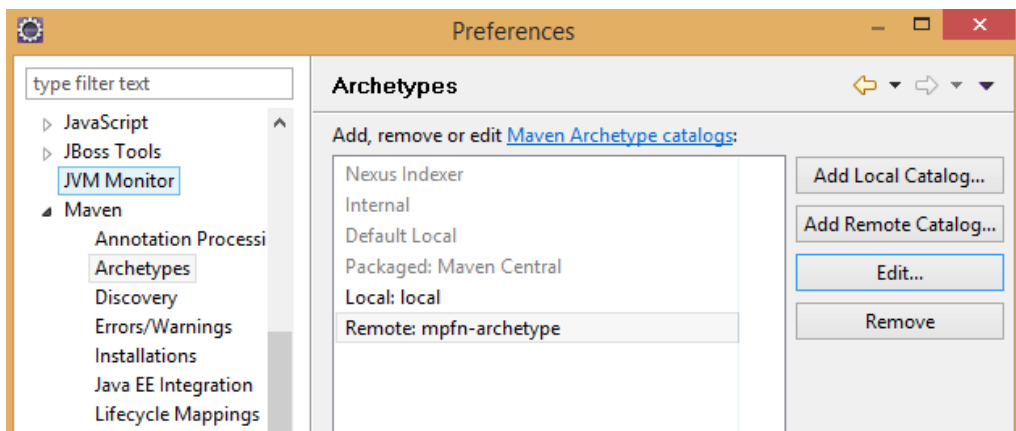 Preferences
type filter text
JavaScript
JBoss Tools
JVM Monitor
Maven
Annotation Processi
Archetypes
Discovery
Errors/Warnings
Installations
Java EE Integration
Lifecycle Mappings
Archetypes
Add, remove or edit Maven Archetype catalogs:
Nexus Indexer
Internal
Default Local
Packaged: Maven Central
Local: local
Remote: mpfn-archetype
Add Local Catalog...
Add Remote Catalog...
Edit...
Remove